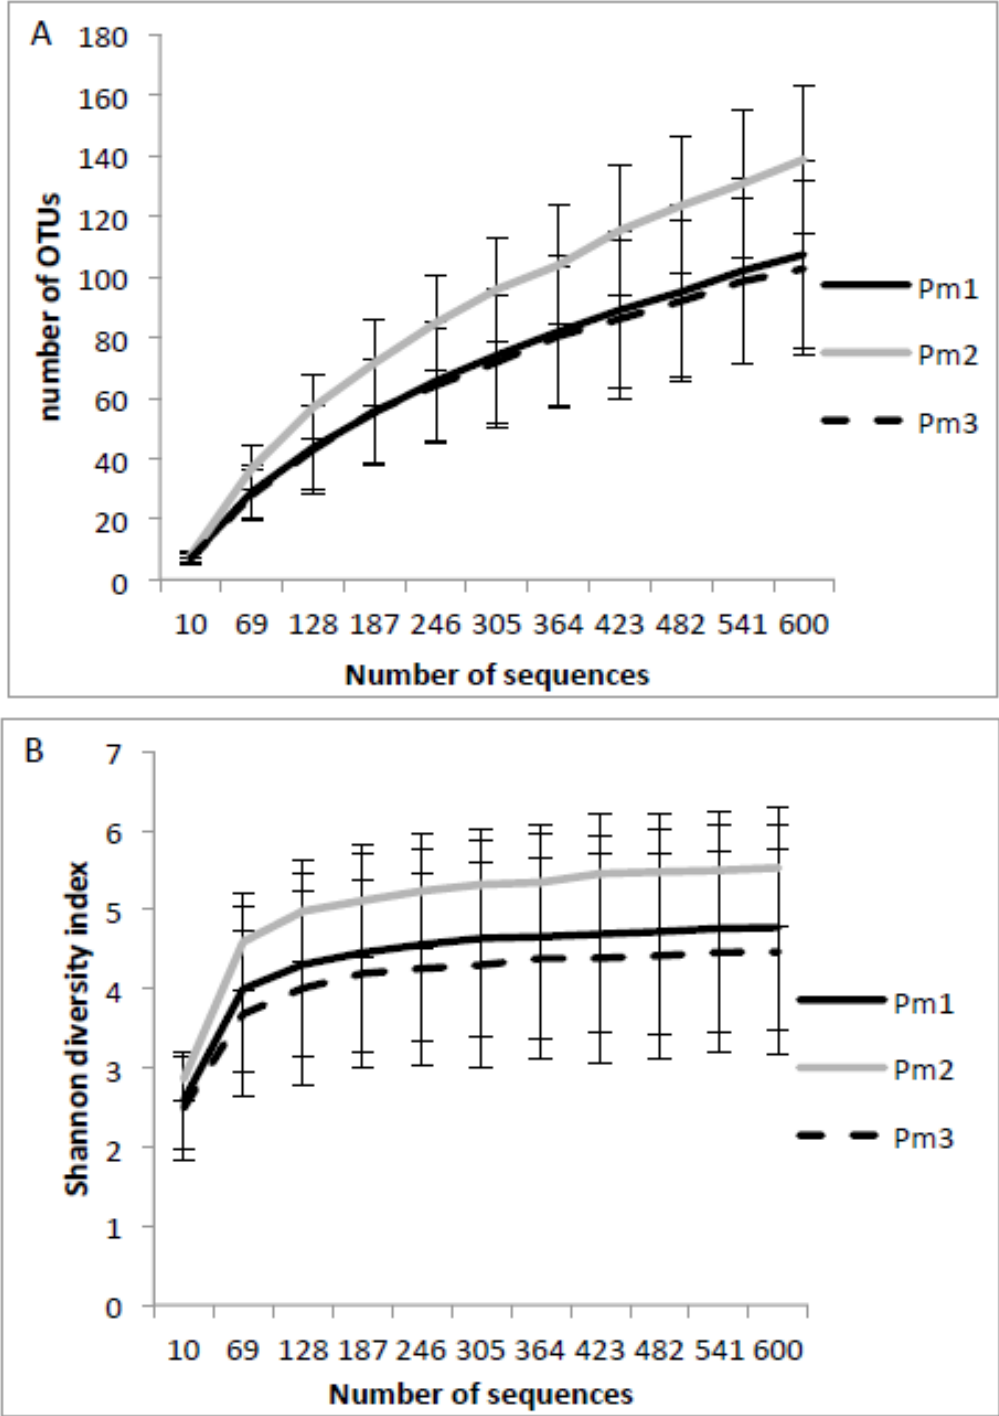 A
180
160
140
120
100
80
60
40
20
0
number of OTUs
10 69 128 187 246 305 364 423 482 541 600
Number of sequences
Pm1
Pm2
Pm3
B
7
6
5
4
3
2
1
0
Shannon diversity index
10 69 128 187 246 305 364 423 482 541 600
Number of sequences
Pm1
Pm2
Pm3